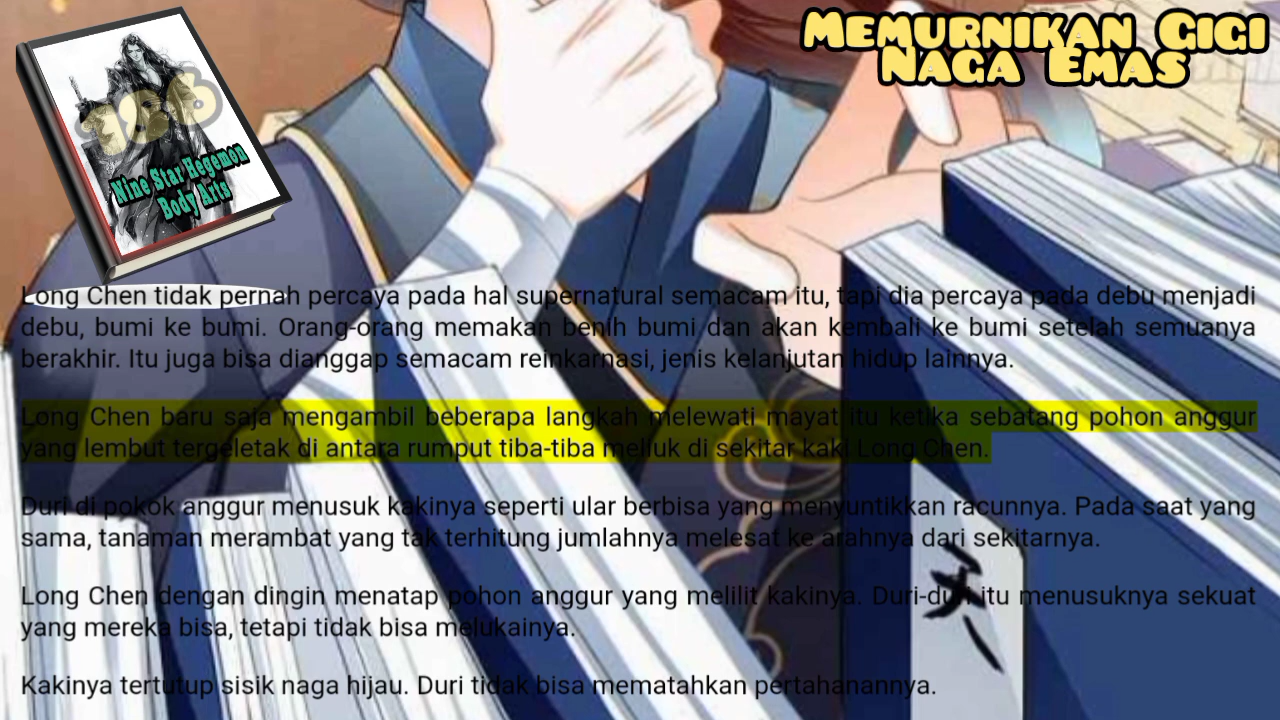 MEMURNIKAN GIGI
NAGA EMAS
196
Nine Star Hegemon
Body Arts
Long Chen tidak pernah percaya pada hal supernatural semacam itu, tapi dia percaya pada debu menjadi
debu, bumi ke bumi. Orang-orang memakan benih bumi dan akan kembali ke bumi setelah semuanya
berakhir. Itu juga bisa dianggap semacam reinkarnasi, jenis kelanjutan hidup lainnya.
Long Chen baru saja mengambil beberapa langkah melewati mayat itu ketika sebatang pohon anggur
yang lembut tergeletak di antara rumput tiba-tiba meliuk di sekitar kaki Long Chen.
Duri di pokok anggur menusuk kakinya seperti ular berbisa yang menyuntikkan racunnya. Pada saat yang
sama, tanaman merambat yang tak terhitung jumlahnya melesat ke arahnya dari sekitarnya.
Long Chen dengan dingin menatap pohon anggur yang melilit kakinya. Duri-duri itu menusuknya sekuat
yang mereka bisa, tetapi tidak bisa melukainya.
Kakinya tertutup sisik naga hijau. Duri tidak bisa mematahkan pertahanannya.